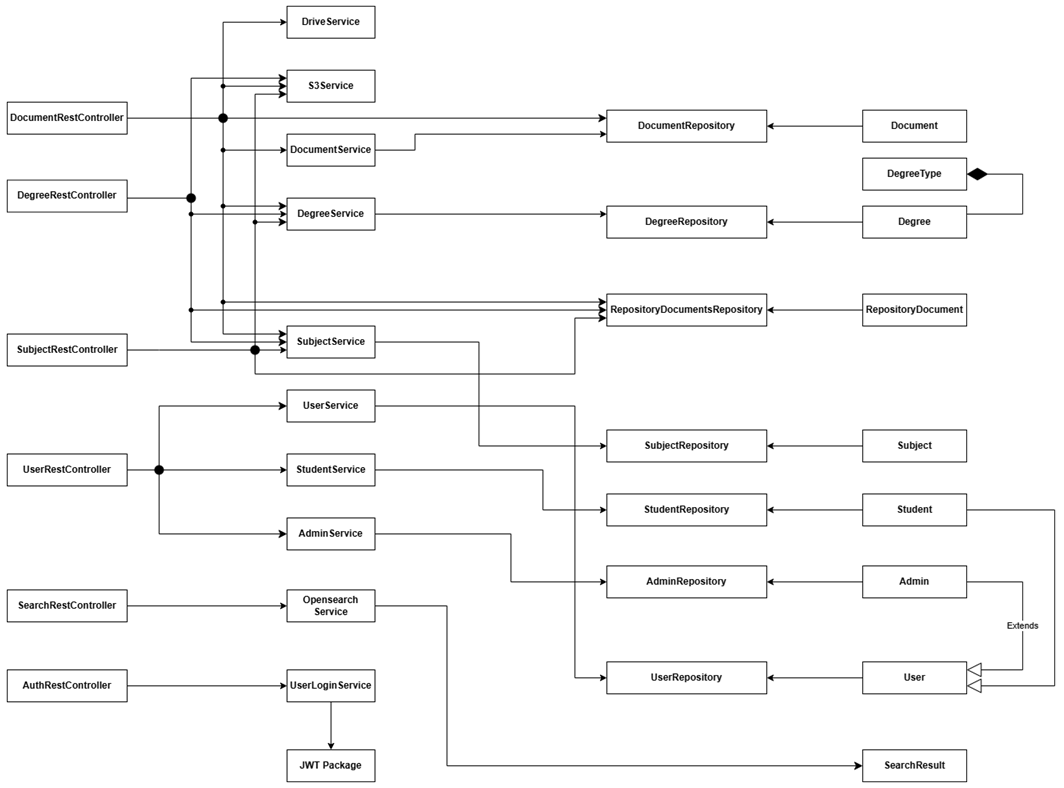 DriveService
S3Service
DocumentRestController
DocumentRepository
Document
DocumentService
DegreeType
DegreeRestController
DegreeService
DegreeRepository
Degree
RepositoryDocumentsRepository
RepositoryDocument
SubjectRestController
SubjectService
UserService
SubjectRepository
Subject
UserRestController
StudentService
StudentRepository
Student
AdminService
AdminRepository
Admin
SearchRestController
Opensearch
Service
Extends
AuthRestController
UserLoginService
UserRepository
User
JWT Package
SearchResult